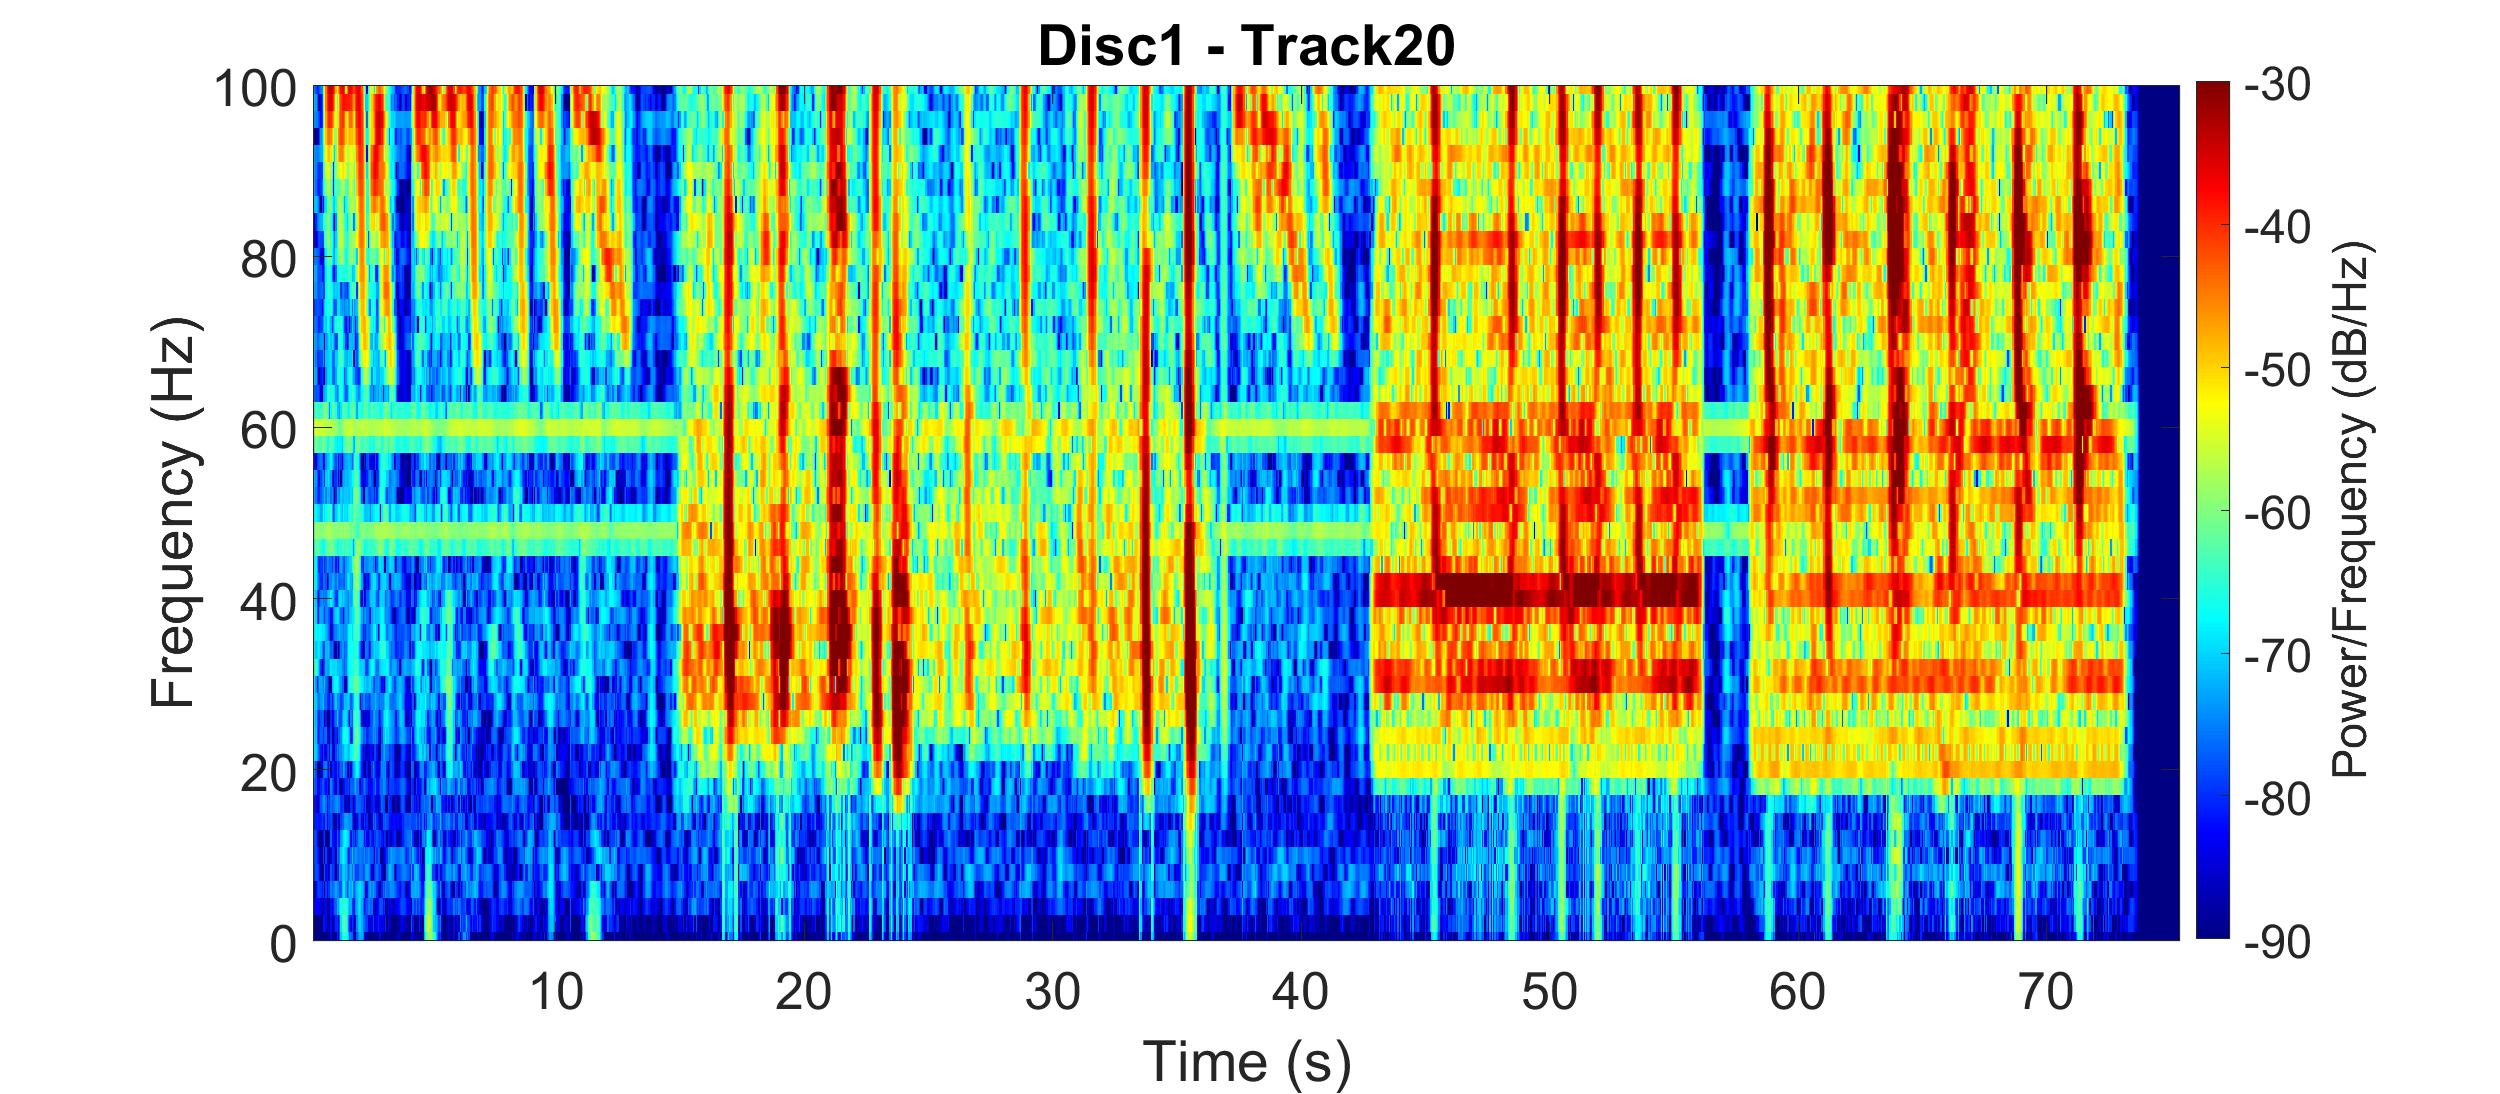 Disc1 - Track20
100
80
60
40
20
0
Frequency (Hz)
10 20 30 40 50 60 70
Time (s)
-30
-40
-50
-60
-70
-80
-90
Power/Frequency (dB/Hz)